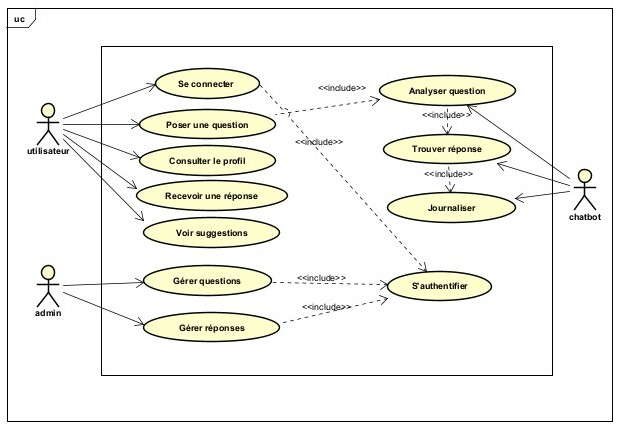 uc
Se connecter
<<include>>
Analyser question
utilisateur
Poser une question
<<include>>
<<include>>
Consulter le profil
Trouver réponse
<<include>>
Recevoir une réponse
chatbot
Voir suggestions
Journaliser
Gérer questions
<<include>>
S'authentifier
admin
Gérer réponses
<<include>>